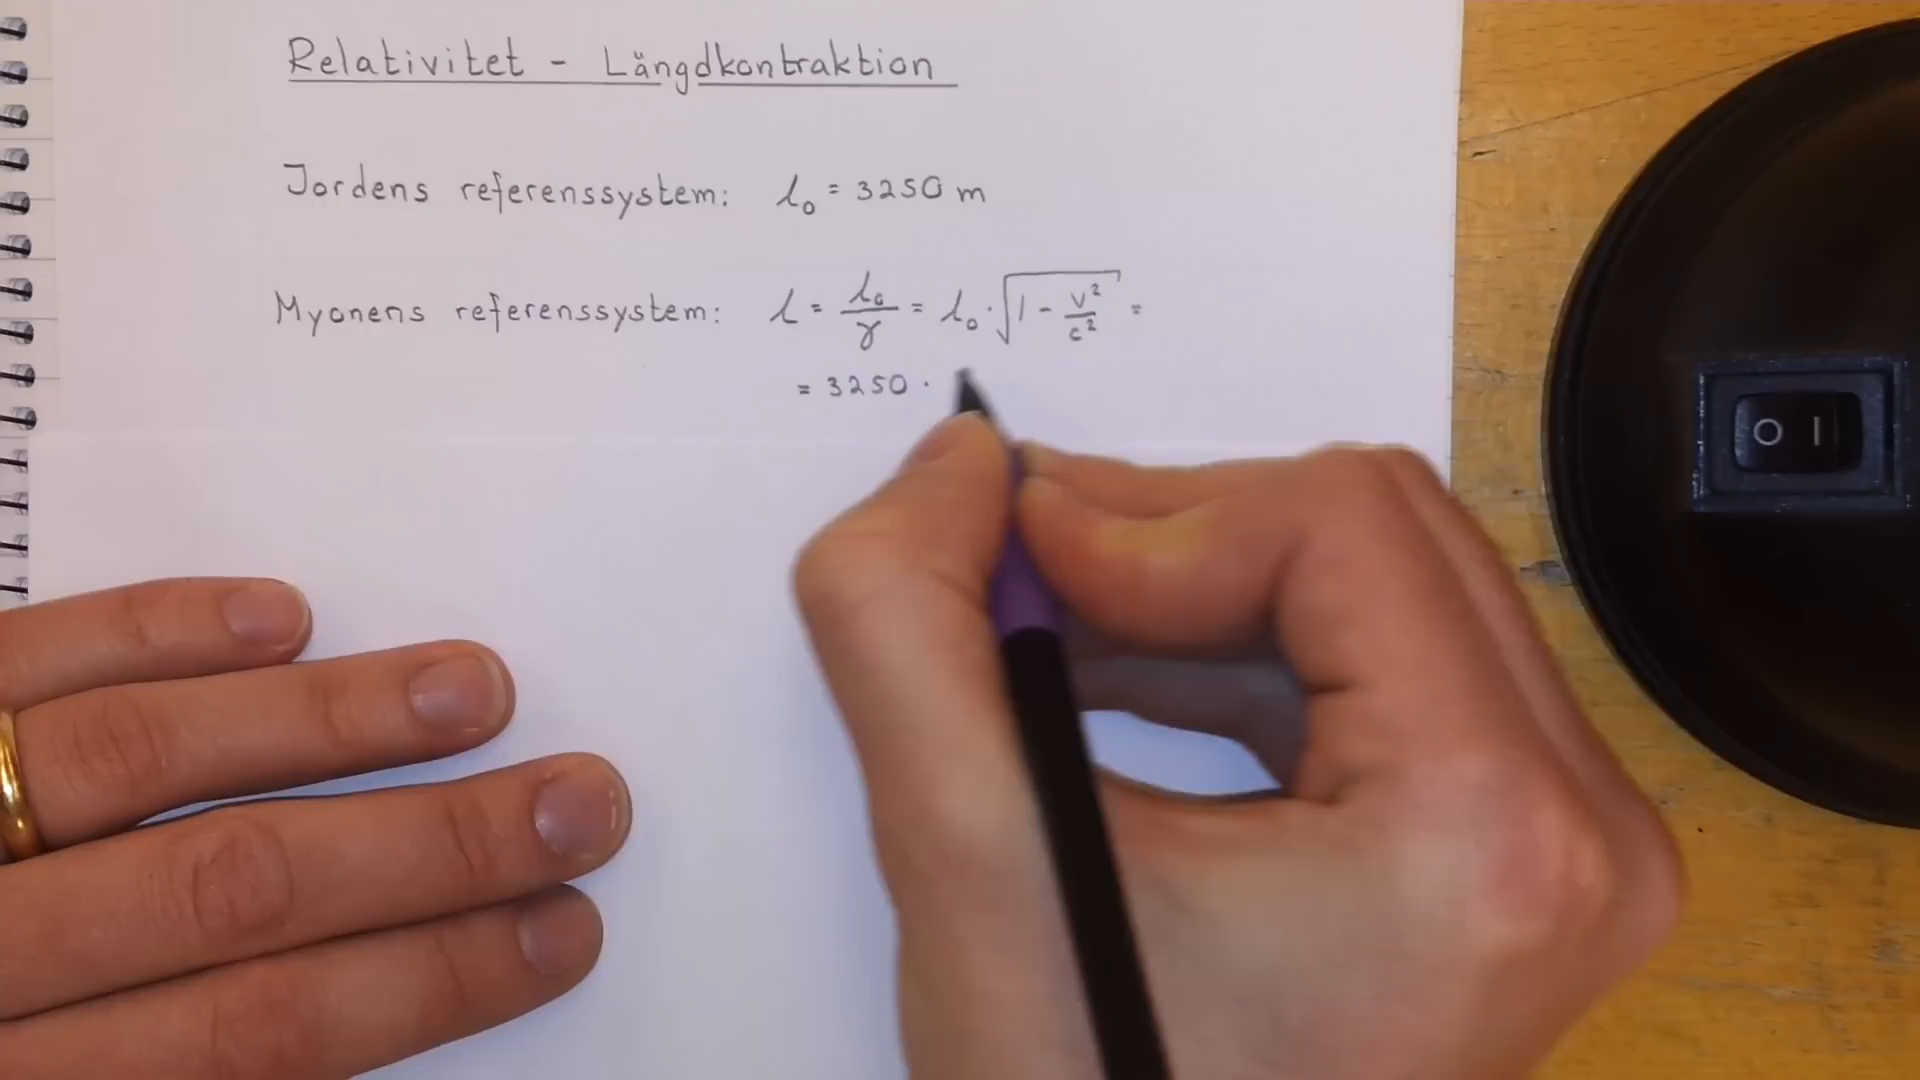 Relativitet - Längdkontraktion
Jordens referenssystem: l₀ = 3250 m
Myonens referenssystem: l = l₀/γ = l₀ · √(1 - v²/c²) =
= 3250 ·
O I